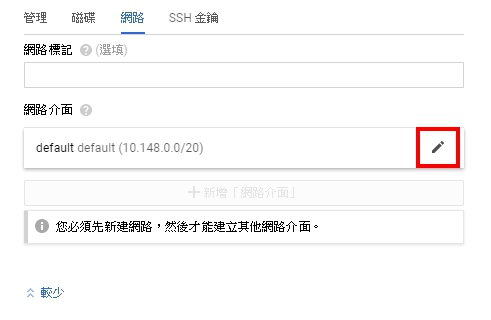 管理 磁碟 網路 SSH 金鑰
網路標記 ? (選填)
網路介面 ?
default default (10.148.0.0/20)
+ 新增「網路介面」
您必須先新建網路，然後才能建立其他網路介面。
較少